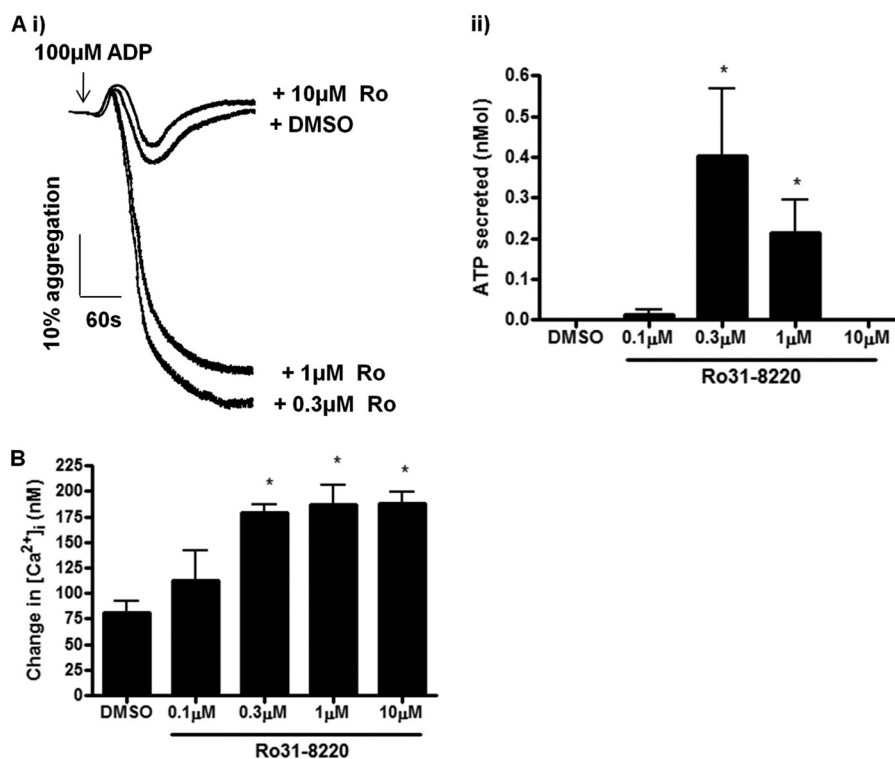 A i)
100µM ADP
+ 10µM Ro
+ DMSO
10% aggregation
60s
+ 1µM Ro
+ 0.3µM Ro
ii)
ATP secreted (nMol)
0.6
0.5
0.4
0.3
0.2
0.1
0.0
*
*
DMSO 0.1µM 0.3µM 1µM 10µM
Ro31-8220
B
Change in [Ca²⁺]ᵢ (nM)
225
200
175
150
125
100
75
50
25
0
* * *
DMSO 0.1µM 0.3µM 1µM 10µM
Ro31-8220